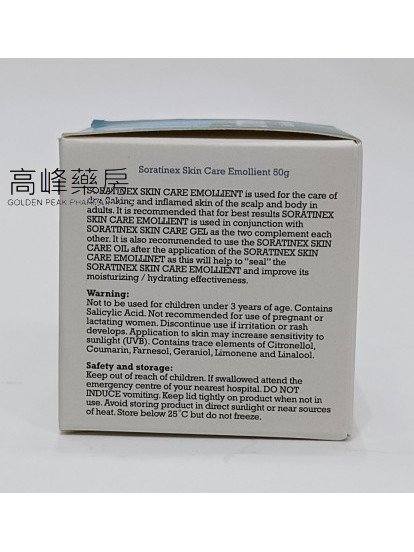 Soratinex Skin Care Emollient 50g
高峰藥房
GOLDEN PEAK PHARMACY
SORATINEX SKIN CARE EMOLLIENT is used for the care of
dry, flaking and inflamed skin of the scalp and body in
adults. It is recommended that for best results SORATINEX
SKIN CARE EMOLLIENT is used in conjunction with
SORATINEX SKIN CARE GEL as the two complement each
other. It is also recommended to use the SORATINEX SKIN
CARE OIL after the application of the SORATINEX SKIN
CARE EMOLLINET as this will help to “seal” the
SORATINEX SKIN CARE EMOLLIENT and improve its
moisturizing / hydrating effectiveness.
Warning:
Not to be used for children under 3 years of age. Contains
Salicylic Acid. Not recommended for use of pregnant or
lactating women. Discontinue use if irritation or rash
develops. Application to skin may increase sensitivity to
sunlight (UVB). Contains trace elements of Citronellol,
Coumarin, Farnesol, Geraniol, Limonene and Linalool.
Safety and storage:
Keep out of reach of children. If swallowed attend the
emergency centre of your nearest hospital. DO NOT
INDUCE vomiting. Keep lid tightly on product when not in
use. Avoid storing product in direct sunlight or near sources
of heat. Store below 25°C but do not freeze.